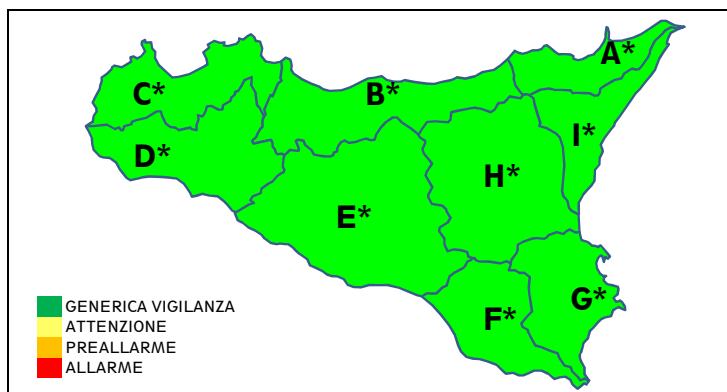 A*
C*
B*
I*
D*
H*
E*
G*
F*
GENERICA VIGILANZA
ATTENZIONE
PREALLARME
ALLARME